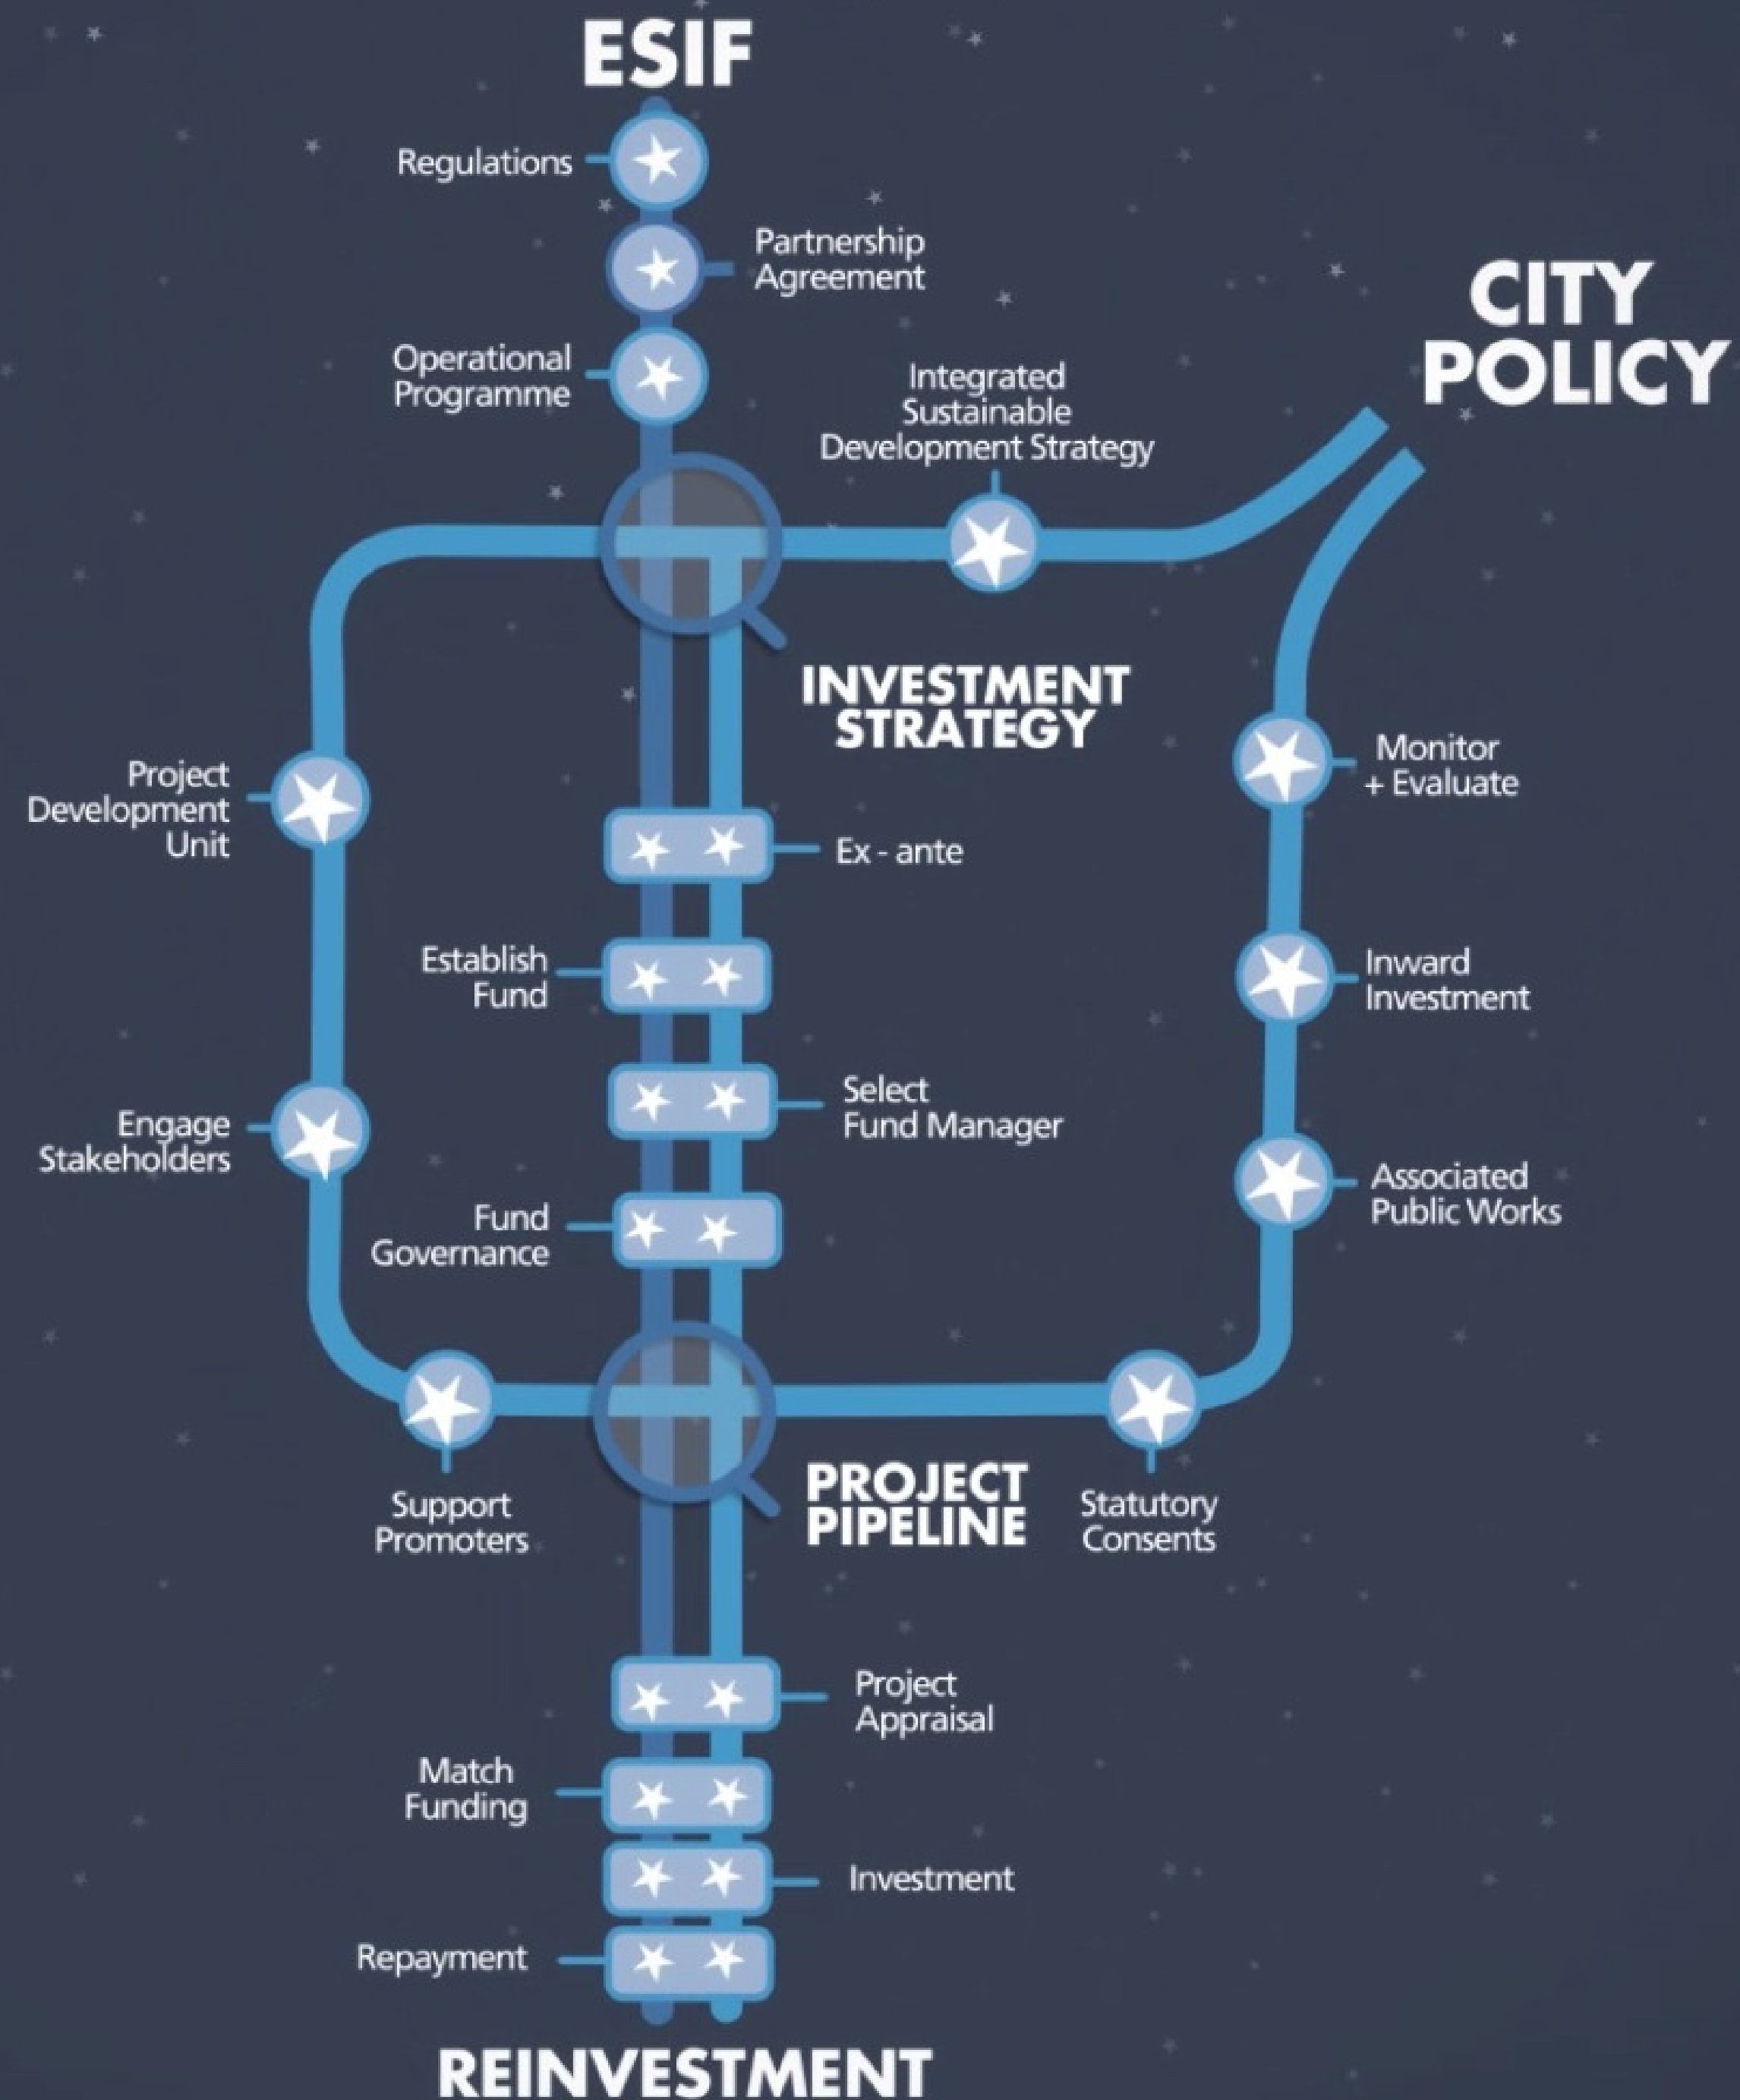 ESIF
Regulations
Partnership
Agreement
Operational
Programme
CITY
POLICY
Integrated
Sustainable
Development Strategy
INVESTMENT
STRATEGY
Project
Development
Unit
Monitor
+ Evaluate
Ex - ante
Establish
Fund
Inward
Investment
Select
Fund Manager
Engage
Stakeholders
Associated
Public Works
Fund
Governance
Support
Promoters
PROJECT
PIPELINE
Statutory
Consents
Project
Appraisal
Match
Funding
Investment
Repayment
REINVESTMENT